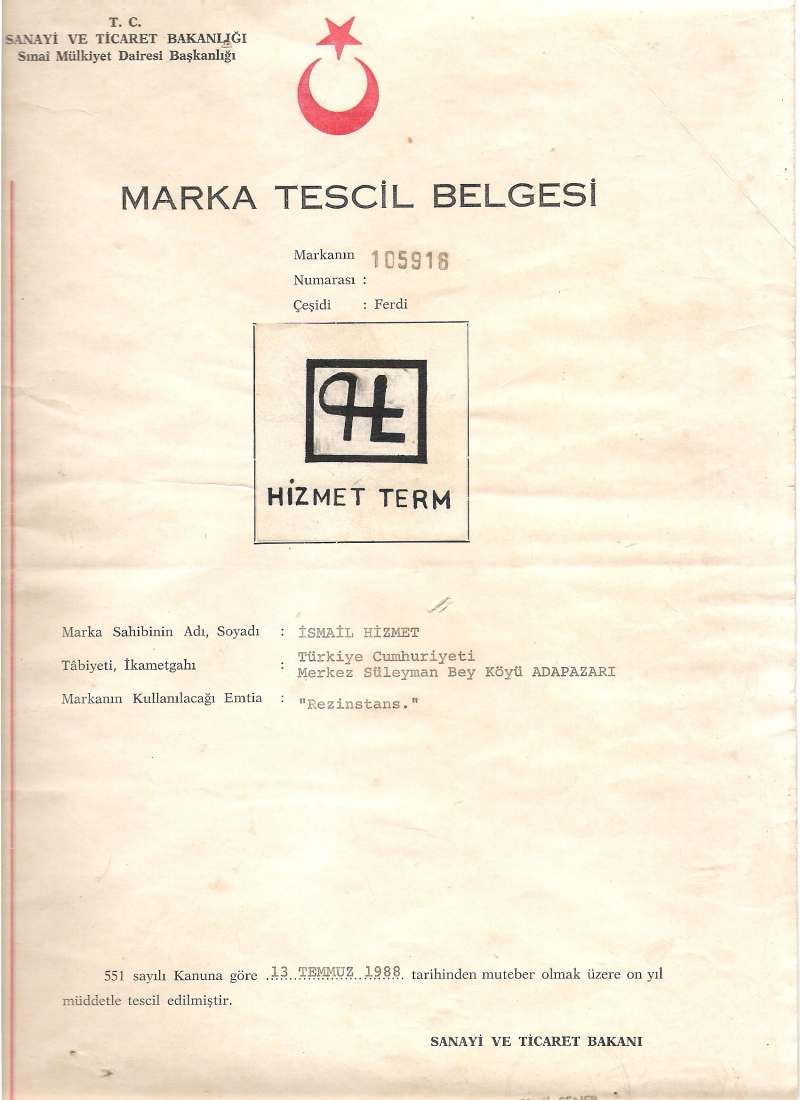 T. C.
SANAYİ VE TİCARET BAKANLIĞI
Sınaî Mülkiyet Dairesi Başkanlığı
MARKA TESCİL BELGESİ
Markanın 105916
Numarası :
Çeşidi : Ferdi
HİZMET TERM
Marka Sahibinin Adı, Soyadı : İSMAİL HİZMET
Türkiye Cumhuriyeti
Tâbiyeti, İkametgahı : Merkez Süleyman Bey Köyü ADAPAZARI
Markanın Kullanılacağı Emtia : "Rezinstans."
551 sayılı Kanuna göre 13 TEMMUZ 1988 tarihinden muteber olmak üzere on yıl
müddetle tescil edilmiştir.
SANAYİ VE TİCARET BAKANI